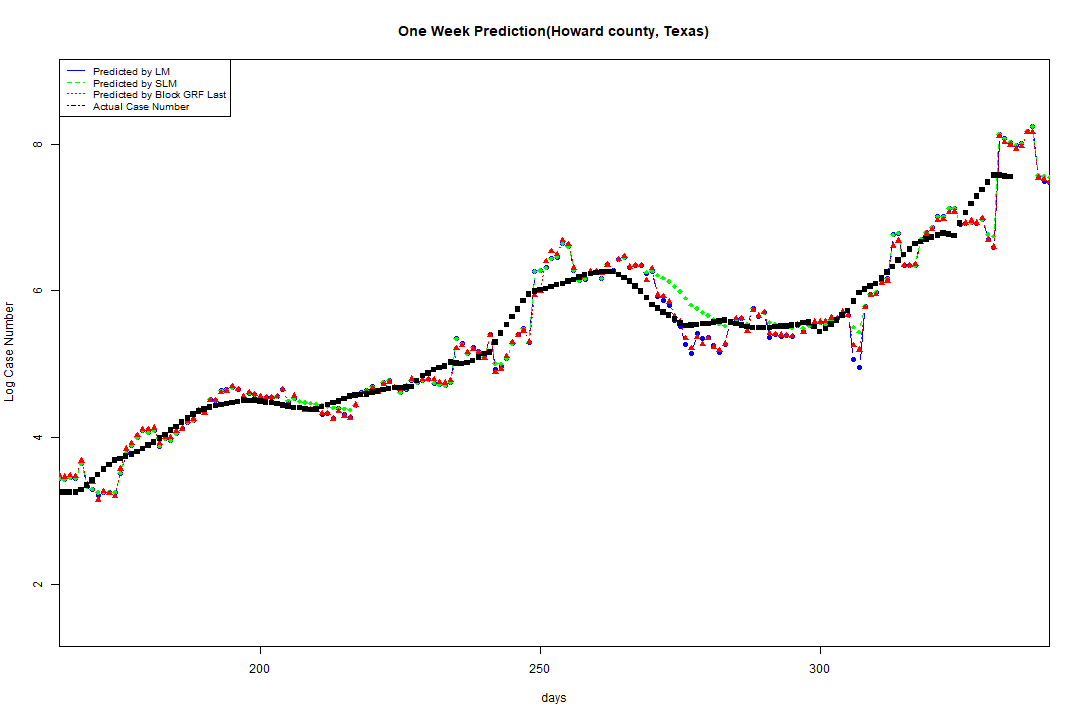 One Week Prediction(Howard county, Texas)
Predicted by LM
Predicted by SLM
Predicted by Block GRF Last
Actual Case Number
8
6
4
2
Log Case Number
200
250
300
days